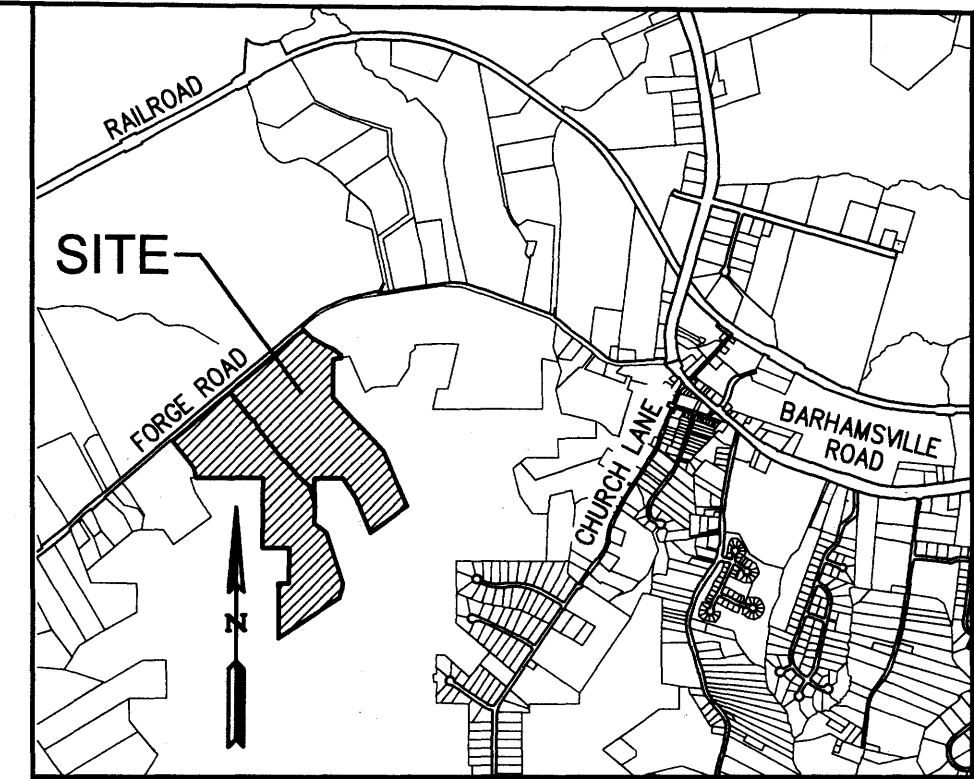 RAILROAD
SITE
FORGE ROAD
CHURCH LANE
BARHAMSVILLE
ROAD
N